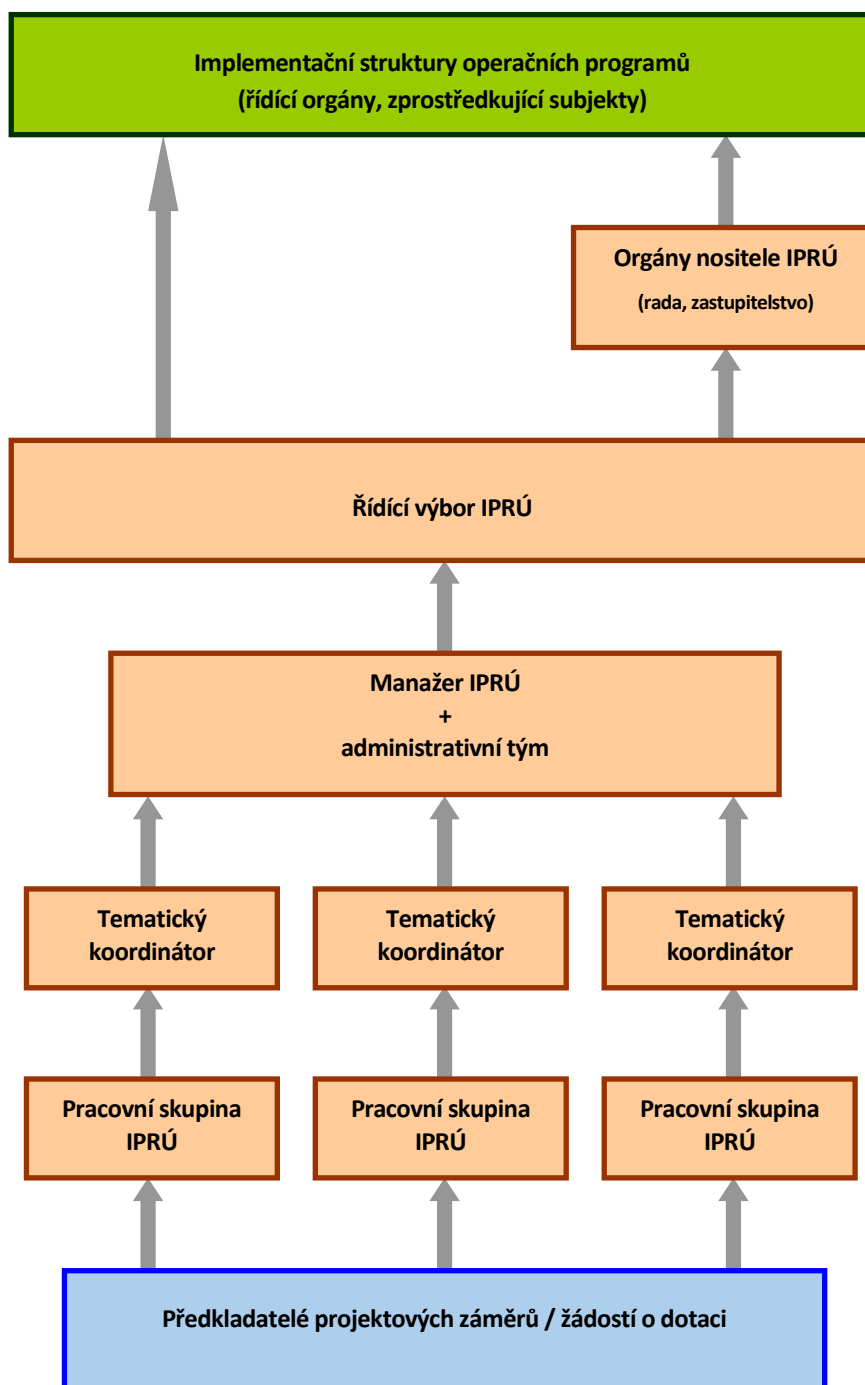 Implementační struktury operačních programů
(řídící orgány, zprostředkující subjekty)
Orgány nositele IPRÚ
(rada, zastupitelstvo)
Řídící výbor IPRÚ
Manažer IPRÚ
+
administrativní tým
Tematický
koordinátor
Tematický
koordinátor
Tematický
koordinátor
Pracovní skupina
IPRÚ
Pracovní skupina
IPRÚ
Pracovní skupina
IPRÚ
Předkladatelé projektových záměrů / žádostí o dotaci